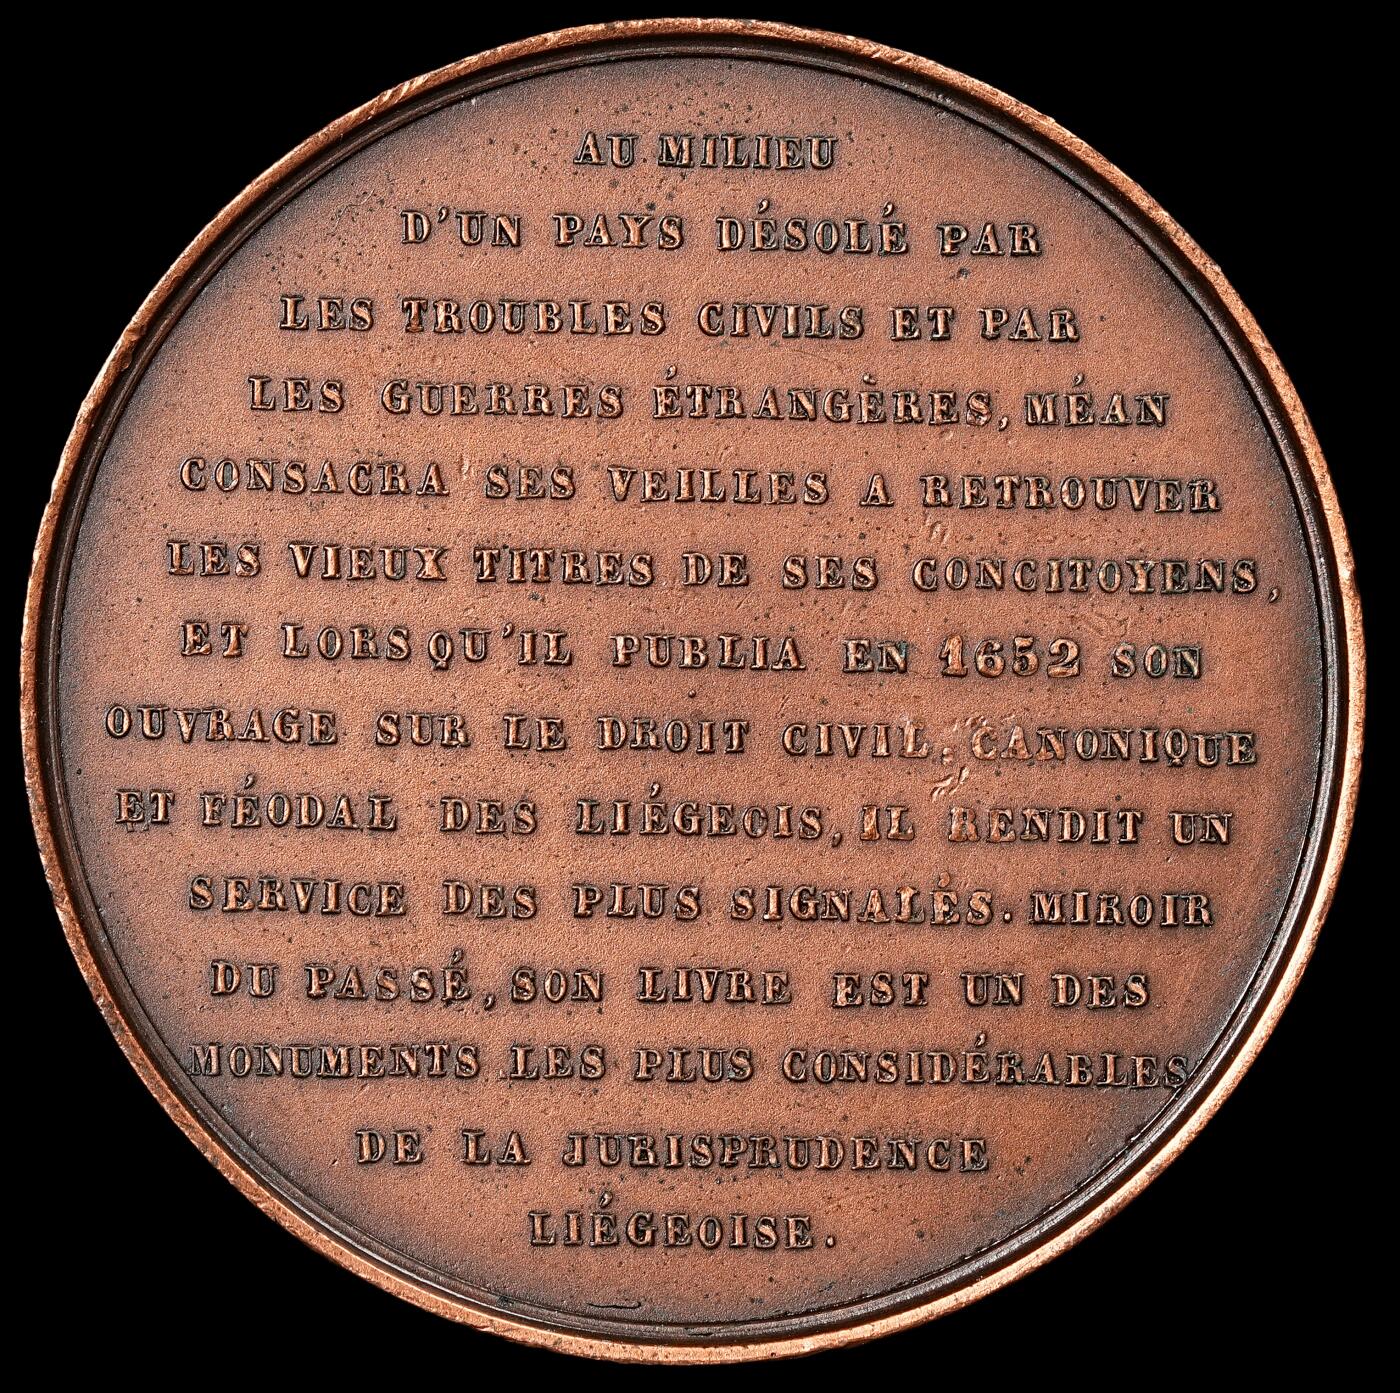 AU MILIEU
D'UN PAYS DÉSOLÉ PAR
LES TROUBLES CIVILS ET PAR
LES GUERRES ÉTRANGÈRES, MÉAN
CONSACRA SES VEILLES A RETROUVER
LES VIEUX TITRES DE SES CONCITOYENS,
ET LORSQU'IL PUBLIA EN 1652 SON
OUVRAGE SUR LE DROIT CIVIL, CANONIQUE
ET FÉODAL DES LIÉGEOIS, IL RENDIT UN
SERVICE DES PLUS SIGNALÉS. MIROIR
DU PASSÉ, SON LIVRE EST UN DES
MONUMENTS LES PLUS CONSIDÉRABLES
DE LA JURISPRUDENCE
LIÉGEOISE.